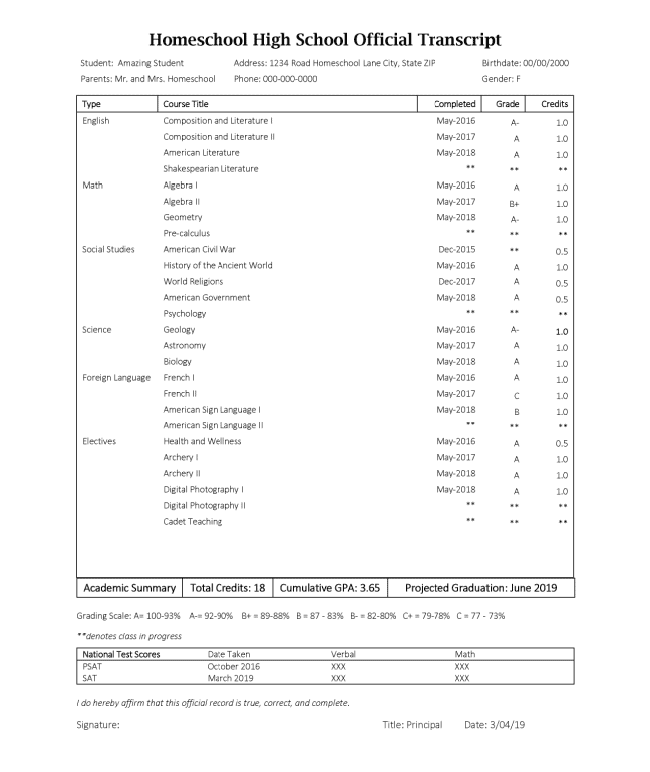 Homeschool High School Official Transcript
Student: Amazing Student Address: 1234 Road Homeschool Lane City, State ZIP Birthdate: 00/00/2000
Parents: Mr. and Mrs. Homeschool Phone: 000-000-0000 Gender: F
Type Course Title Completed Grade Credits
English Composition and Literature I May-2016 A- 1.0
Composition and Literature II May-2017 A 1.0
American Literature May-2018 A 1.0
Shakespearian Literature ** ** **
Math Algebra I May-2016 A 1.0
Algebra II May-2017 B+ 1.0
Geometry May-2018 A- 1.0
Pre-calculus ** ** **
Social Studies American Civil War Dec-2015 ** 0.5
History of the Ancient World May-2016 A 1.0
World Religions Dec-2017 A 0.5
American Government May-2018 A 0.5
Psychology ** ** **
Science Geology May-2016 A- 1.0
Astronomy May-2017 A 1.0
Biology May-2018 A 1.0
Foreign Language French I May-2016 A 1.0
French II May-2017 C 1.0
American Sign Language I May-2018 B 1.0
American Sign Language II ** ** **
Electives Health and Wellness May-2016 A 0.5
Archery I May-2017 A 1.0
Archery II May-2018 A 1.0
Digital Photography I May-2018 A 1.0
Digital Photography II ** ** **
Cadet Teaching ** ** **
Academic Summary Total Credits: 18 Cumulative GPA: 3.65 Projected Graduation: June 2019
Grading Scale: A= 100-93% A-= 92-90% B+ = 89-88% B = 87 - 83% B- = 82-80% C+ = 79-78% C = 77 - 73%
**denotes class in progress
National Test Scores Date Taken Verbal Math
PSAT October 2016 XXX XXX
SAT March 2019 XXX XXX
I do hereby affirm that this official record is true, correct, and complete.
Signature: Title: Principal Date: 3/04/19